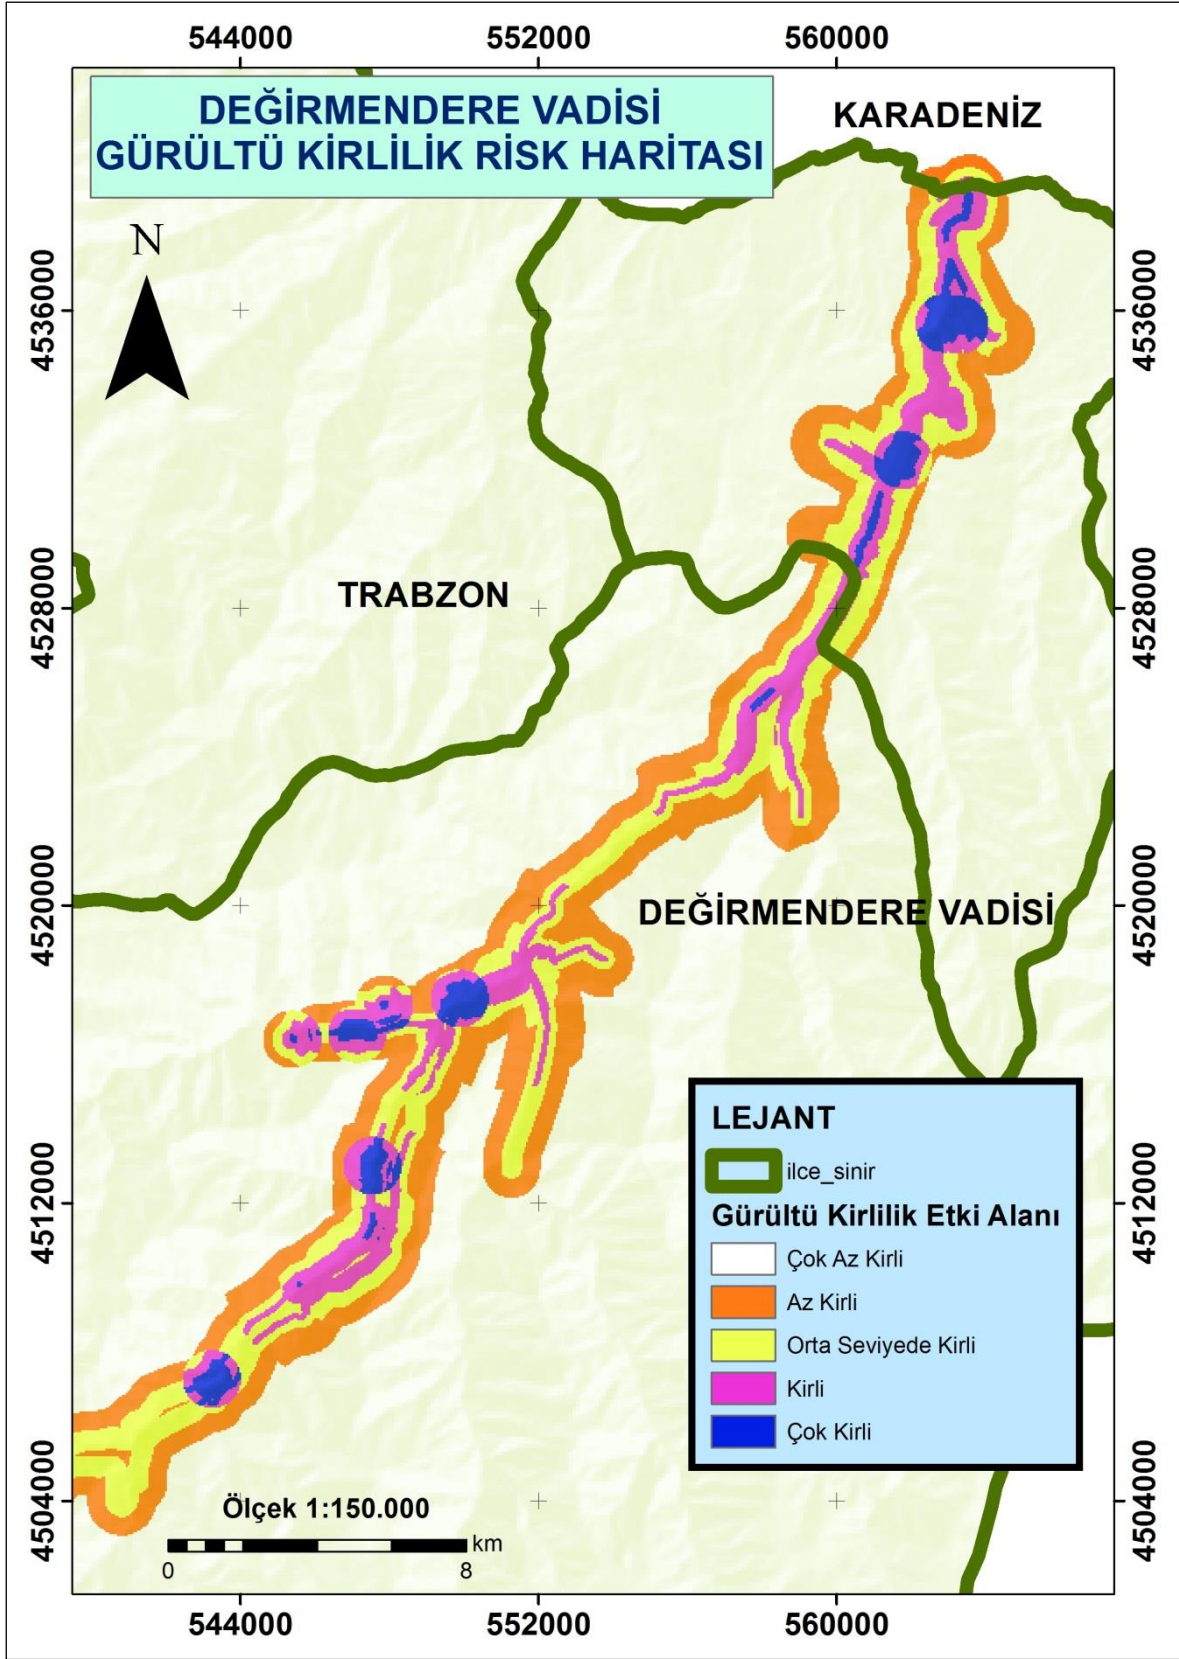 544000
552000
560000
DEĞİRMENDERE VADİSİ
GÜRÜLTÜ KİRLİLİK RİSK HARİTASI
KARADENİZ
N
4536000
4536000
TRABZON
4528000
4528000
4520000
4520000
DEĞİRMENDERE VADİSİ
LEJANT
ilce_sinir
Gürültü Kirlilik Etki Alanı
Çok Az Kirli
Az Kirli
Orta Seviyede Kirli
Kirli
Çok Kirli
4512000
4512000
4504000
4504000
Ölçek 1:150.000
km
0
8
544000
552000
560000